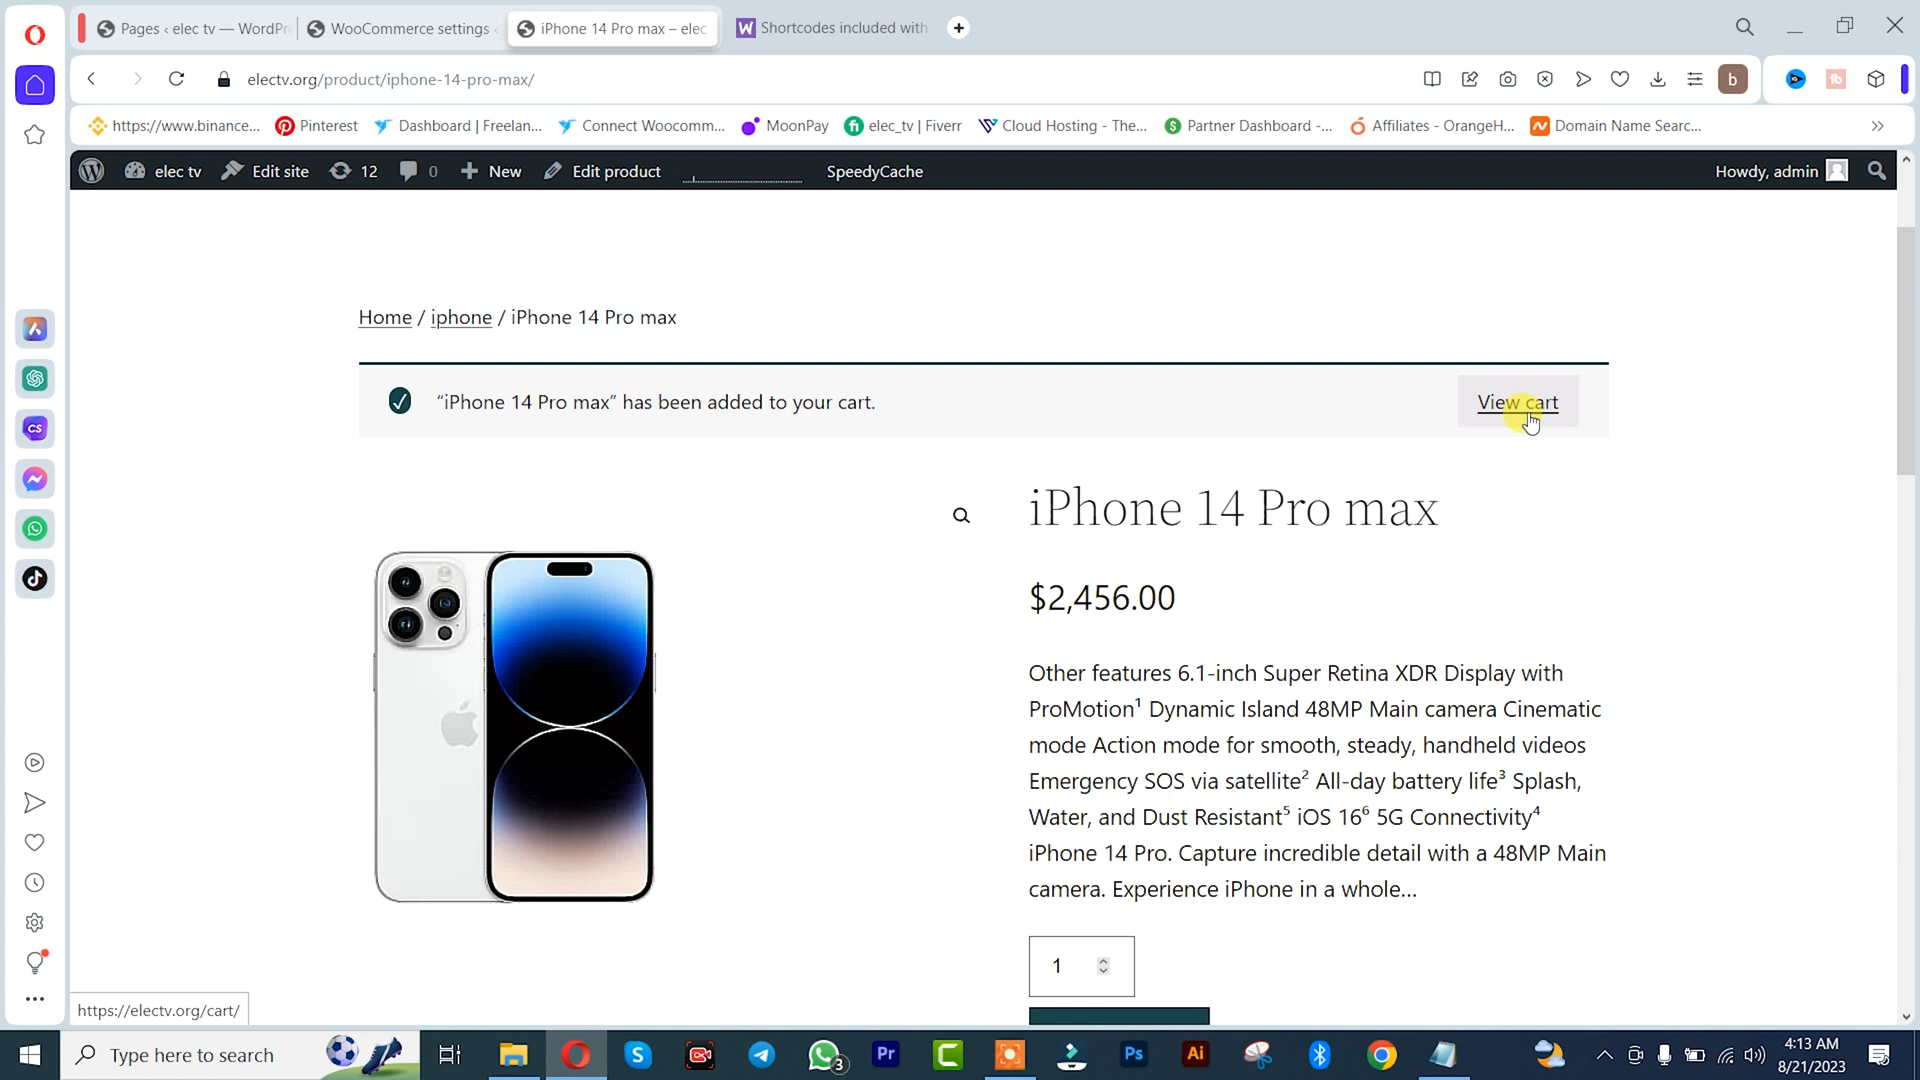 Pages ‹ elec tv — WordPr
WooCommerce settings ‹
iPhone 14 Pro max – elec
W Shortcodes included with
electv.org/product/iphone-14-pro-max/
b
https://www.binance...
Pinterest
Dashboard | Freelan...
Connect Woocomm...
MoonPay
elec_tv | Fiverr
Cloud Hosting - The...
Partner Dashboard -...
Affiliates - OrangeH...
Domain Name Searc...
elec tv
Edit site
12
0
New
Edit product
SpeedyCache
Howdy, admin
Home / iphone / iPhone 14 Pro max
“iPhone 14 Pro max” has been added to your cart.
View cart
iPhone 14 Pro max
$2,456.00
Other features 6.1-inch Super Retina XDR Display with
ProMotion¹ Dynamic Island 48MP Main camera Cinematic
mode Action mode for smooth, steady, handheld videos
Emergency SOS via satellite² All-day battery life³ Splash,
Water, and Dust Resistant⁵ iOS 16⁶ 5G Connectivity⁴
iPhone 14 Pro. Capture incredible detail with a 48MP Main
camera. Experience iPhone in a whole...
1
CS
https://electv.org/cart/
Type here to search
3
Pr
Ps
Ai
4:13 AM
8/21/2023